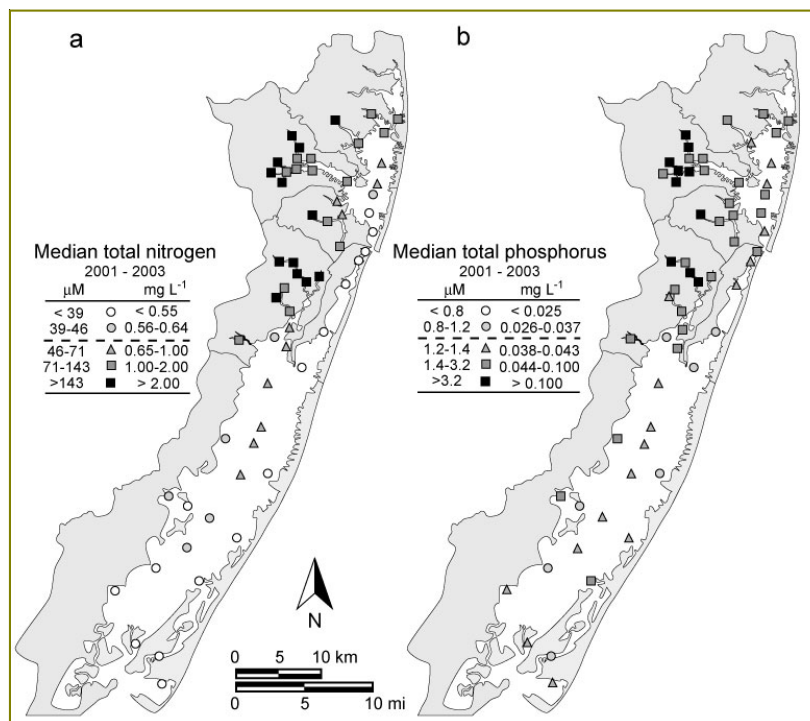 a
b
Median total nitrogen
2001 - 2003
µM mg L-1
< 39 < 0.55
39-46 0.56-0.64
46-71 0.65-1.00
71-143 1.00-2.00
>143 > 2.00
Median total phosphorus
2001 - 2003
µM mg L-1
< 0.8 < 0.025
0.8-1.2 0.026-0.037
1.2-1.4 0.038-0.043
1.4-3.2 0.044-0.100
>3.2 > 0.100
N
0 5 10 km
0 5 10 mi